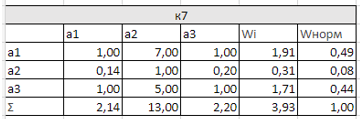 к7
a1 a2 a3 Wi Wнорм
a1 1,00 7,00 1,00 1,91 0,49
a2 0,14 1,00 0,20 0,31 0,08
a3 1,00 5,00 1,00 1,71 0,44
Σ 2,14 13,00 2,20 3,93 1,00